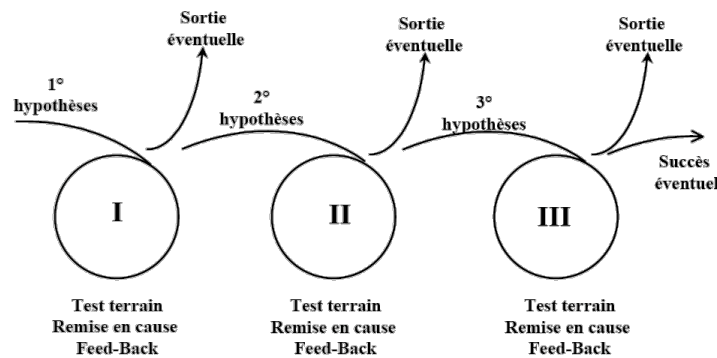 Sortie
éventuelle
Sortie
éventuelle
Sortie
éventuelle
1°
hypothèses
2°
hypothèses
3°
hypothèses
Succès
éventuel
I
II
III
Test terrain
Remise en cause
Feed-Back
Test terrain
Remise en cause
Feed-Back
Test terrain
Remise en cause
Feed-Back